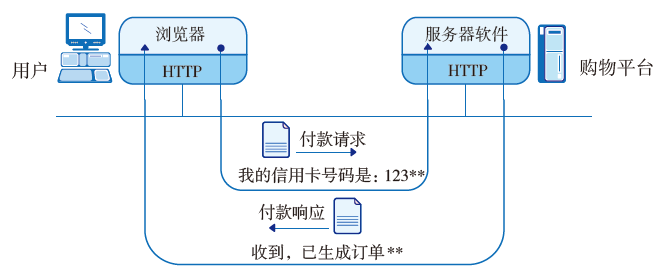 浏览器
服务器软件
用户
HTTP
HTTP
购物平台
付款请求
我的信用卡号码是：123**
付款响应
收到，已生成订单**